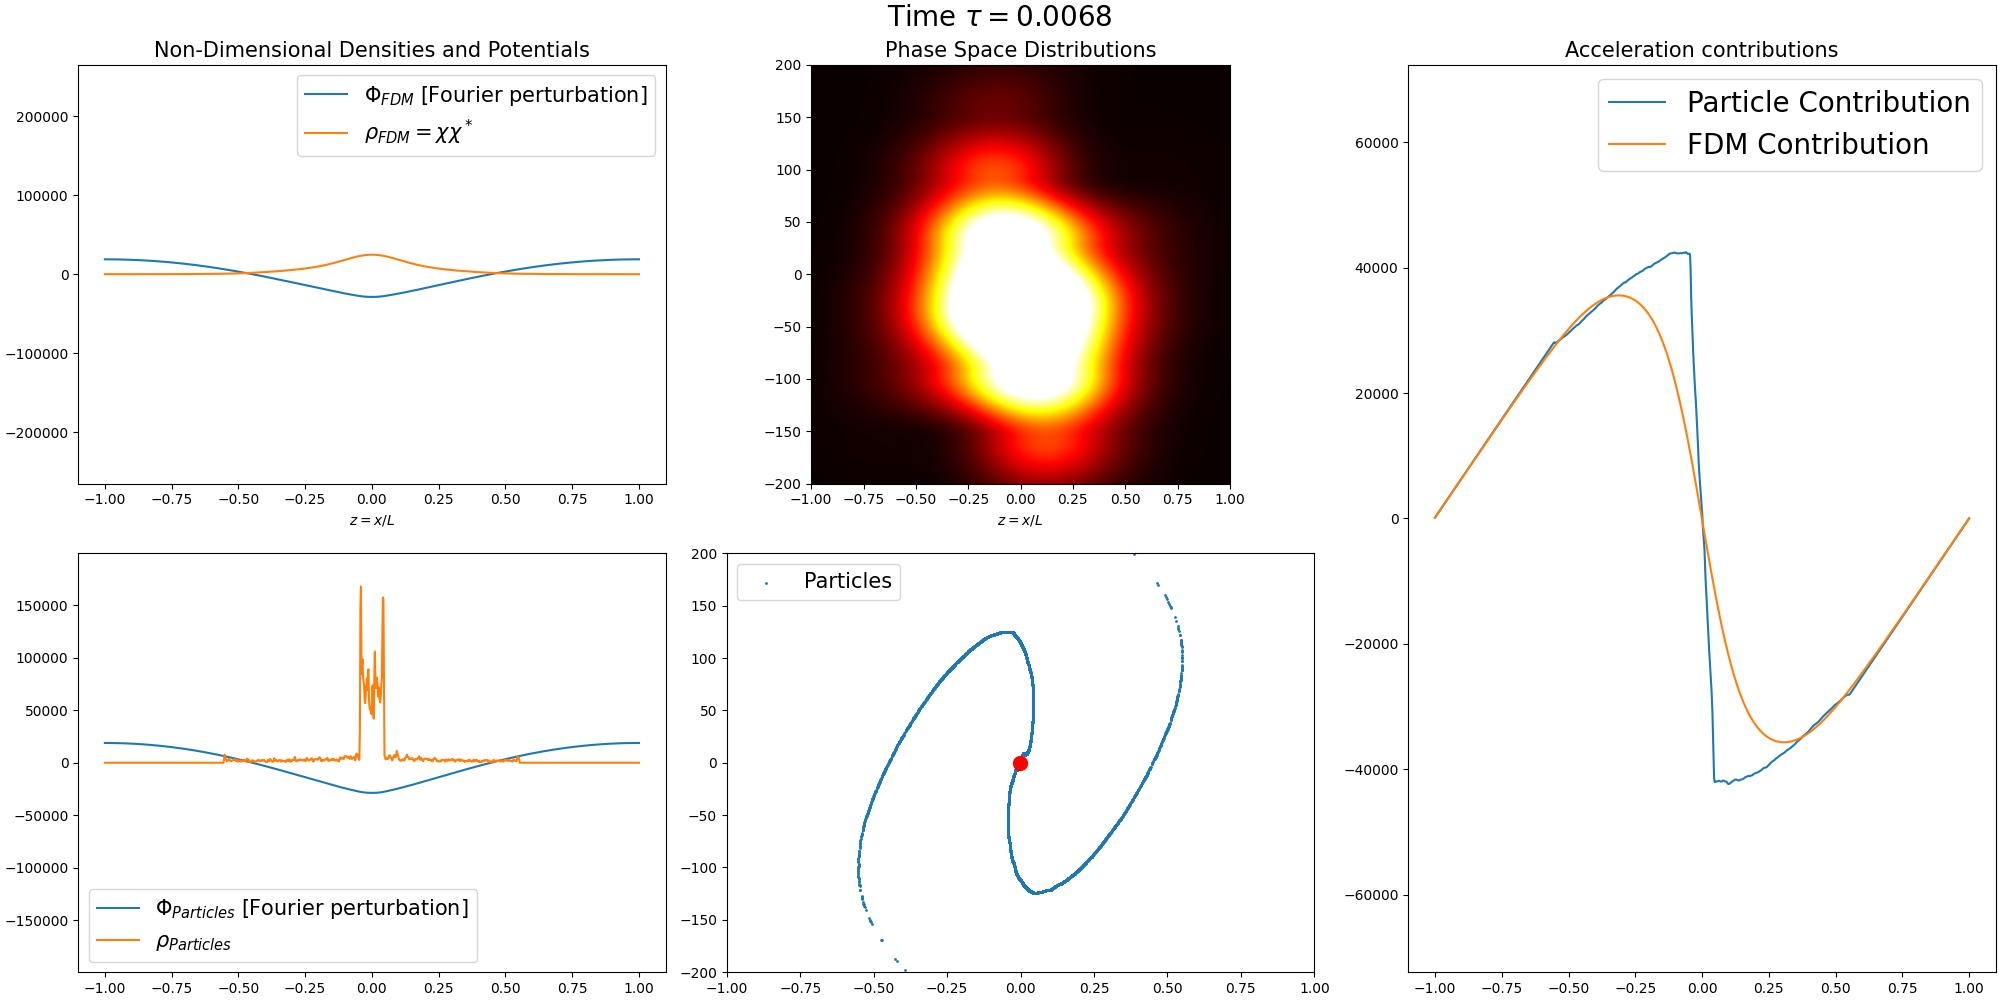 Time τ = 0.0068
Non-Dimensional Densities and Potentials
Φ_FDM [Fourier perturbation]
ρ_FDM = χχ*
200000
100000
0
−100000
−200000
−1.00 −0.75 −0.50 −0.25 0.00 0.25 0.50 0.75 1.00
z = x/L
Phase Space Distributions
200
150
100
50
0
−50
−100
−150
−200
−1.00 −0.75 −0.50 −0.25 0.00 0.25 0.50 0.75 1.00
z = x/L
Acceleration contributions
Particle Contribution
FDM Contribution
60000
40000
20000
0
−20000
−40000
−60000
−1.00 −0.75 −0.50 −0.25 0.00 0.25 0.50 0.75 1.00
150000
100000
50000
0
−50000
−100000
−150000
Φ_Particles [Fourier perturbation]
ρ_Particles
−1.00 −0.75 −0.50 −0.25 0.00 0.25 0.50 0.75 1.00
Particles
200
150
100
50
0
−50
−100
−150
−200
−1.00 −0.75 −0.50 −0.25 0.00 0.25 0.50 0.75 1.00